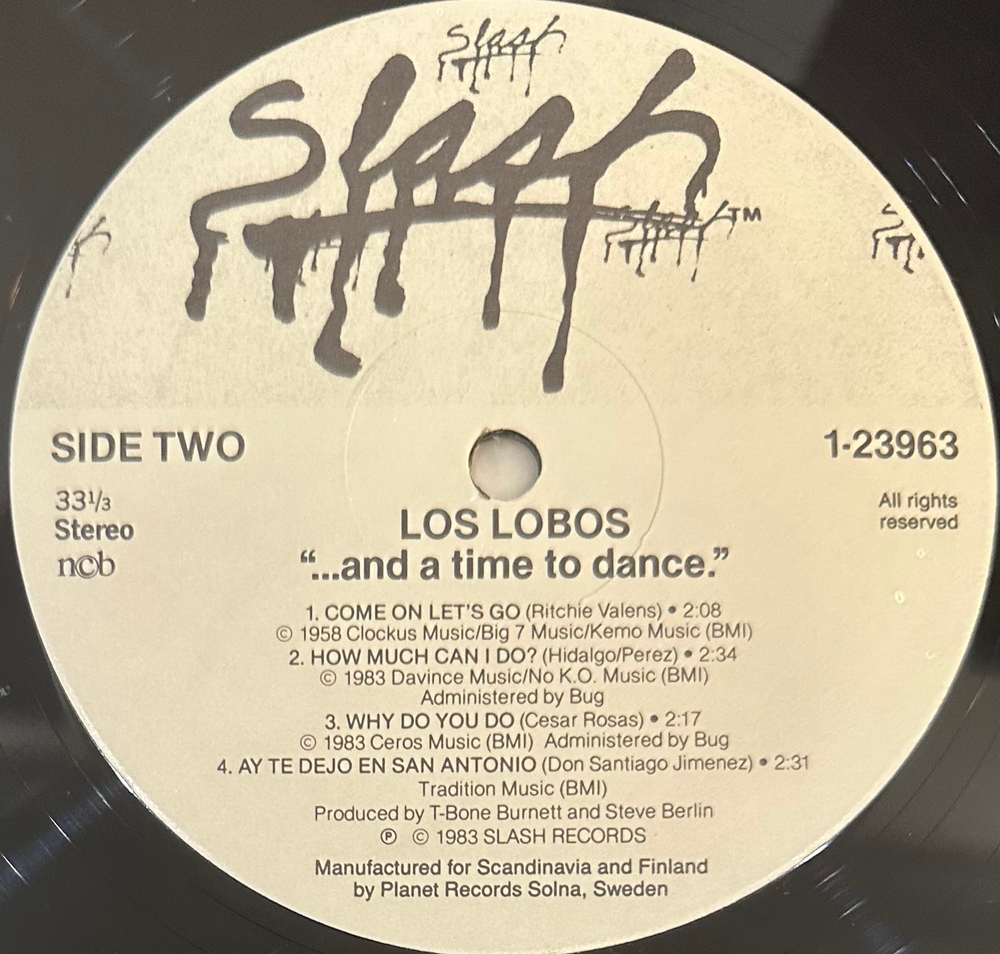 Slash
Slash
Slash TM
SIDE TWO
1-23963
33⅓
Stereo
n©b
All rights
reserved
LOS LOBOS
“...and a time to dance.”
1. COME ON LET'S GO (Ritchie Valens) • 2:08
© 1958 Clockus Music/Big 7 Music/Kemo Music (BMI)
2. HOW MUCH CAN I DO? (Hidalgo/Perez) • 2:34
© 1983 Davince Music/No K.O. Music (BMI)
Administered by Bug
3. WHY DO YOU DO (Cesar Rosas) • 2:17
© 1983 Ceros Music (BMI) Administered by Bug
4. AY TE DEJO EN SAN ANTONIO (Don Santiago Jimenez) • 2:31
Tradition Music (BMI)
Produced by T-Bone Burnett and Steve Berlin
℗ © 1983 SLASH RECORDS
Manufactured for Scandinavia and Finland
by Planet Records Solna, Sweden